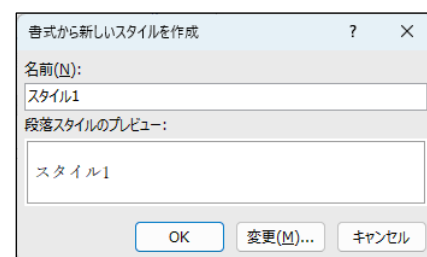 書式から新しいスタイルを作成 ? ×
名前(N):
スタイル1
段落スタイルのプレビュー:
スタイル1
OK 変更(M)... キャンセル